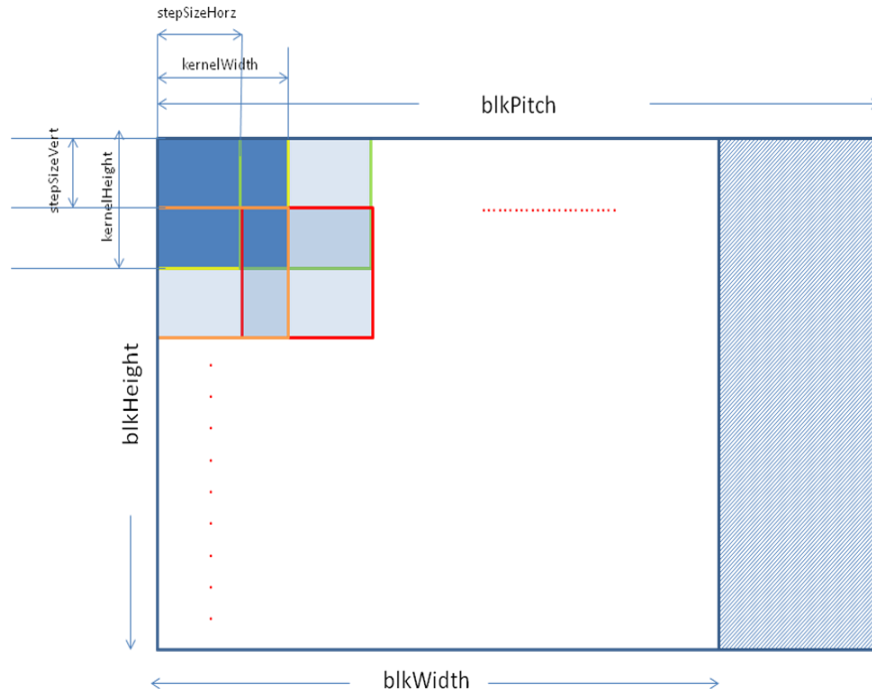 stepSizeHorz
kernelWidth
blkPitch
stepSizeVert
kernelHeight
blkHeight
blkWidth